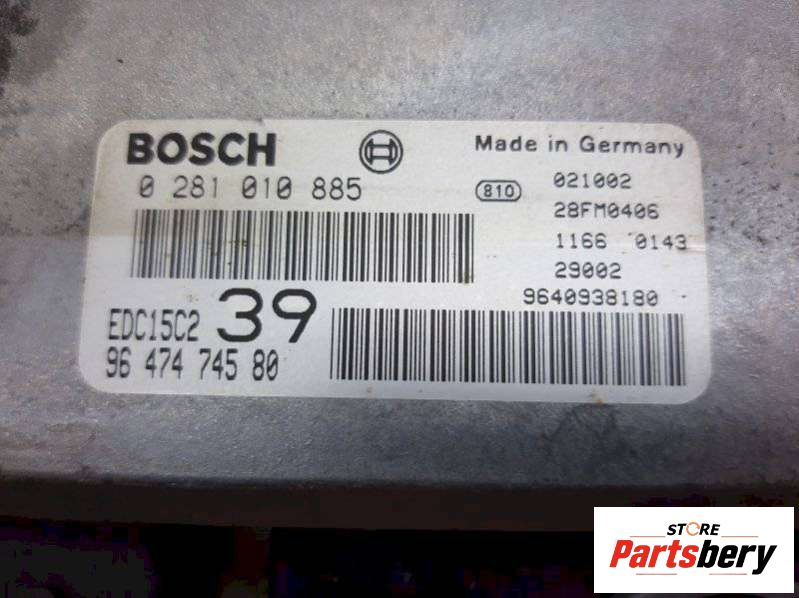 BOSCH
Made in Germany
0 281 010 885
810
021002
28FM0406
1166 0143
29002
9640938180
EDC15C2
39
96 474 745 80
STORE
Partsbery